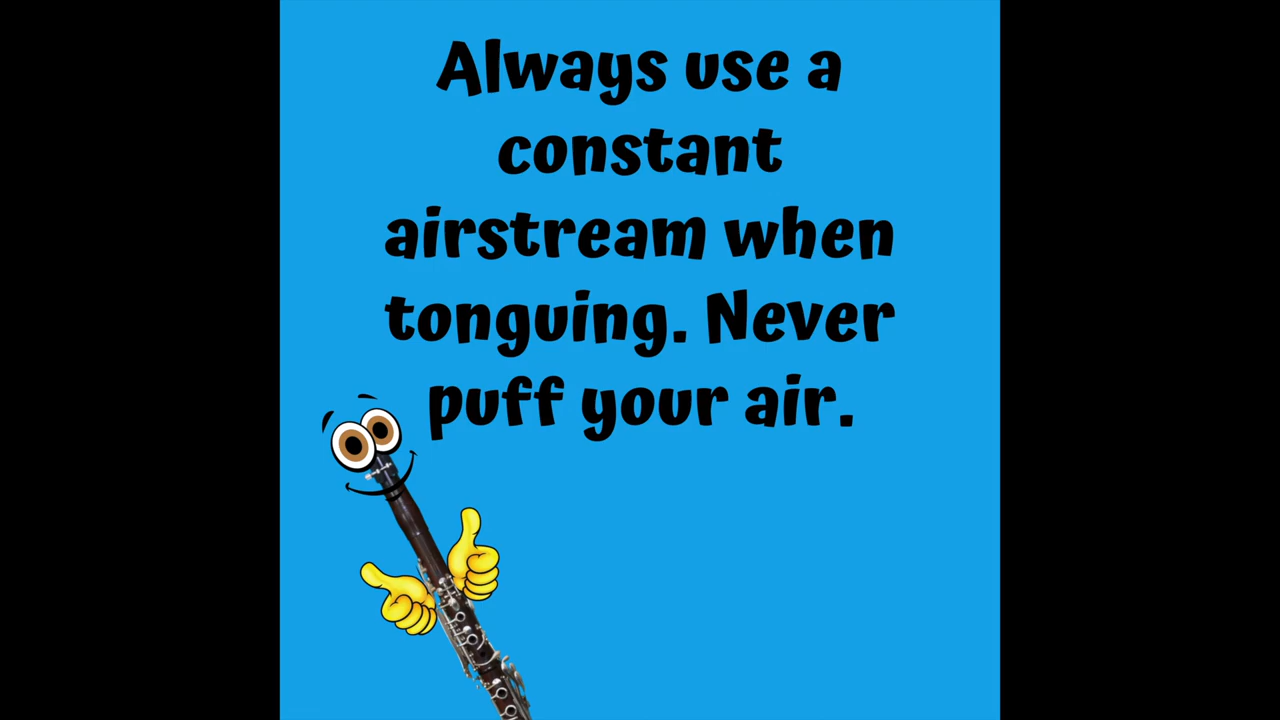 Always use a
constant
airstream when
tonguing. Never
puff your air.